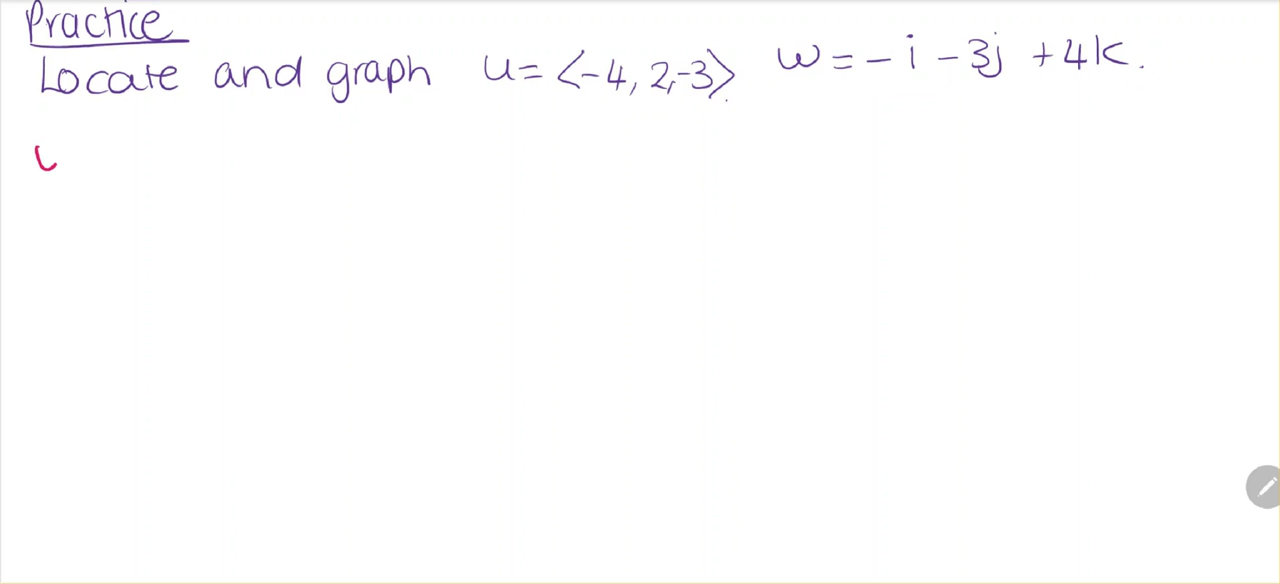 Practice
Locate and graph u = ⟨-4, 2, -3⟩ w = -i - 3j + 4k.